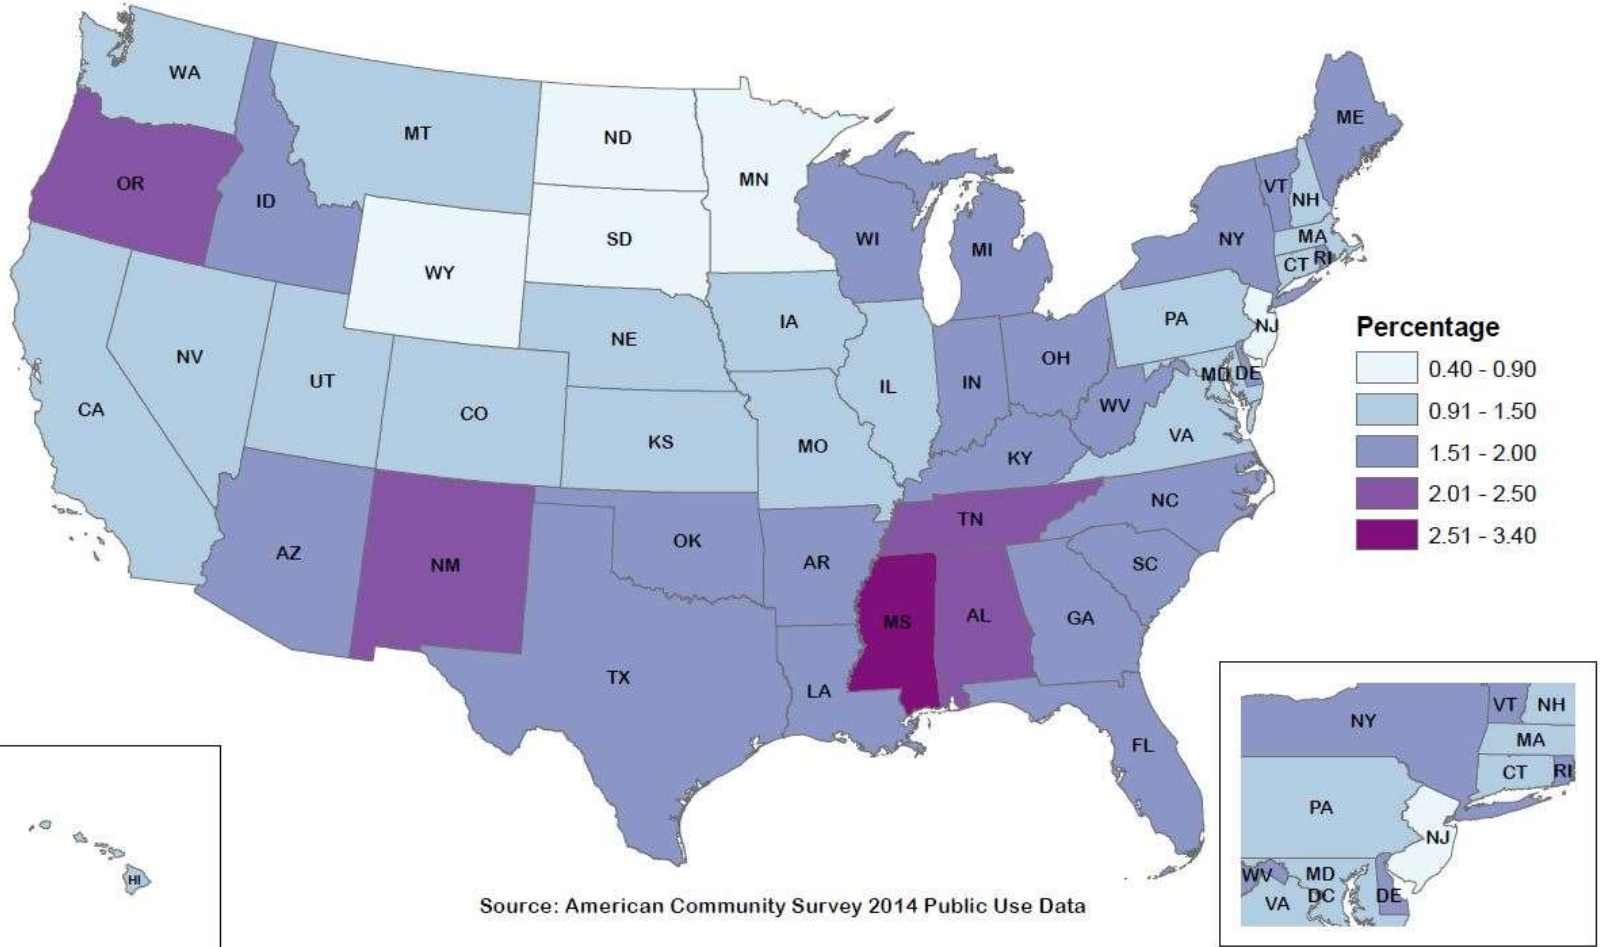 WA
MT
ND
MN
OR
ID
SD
WY
WI
MI
ME
VT
NH
NY
MA
CT
RI
NV
UT
CA
CO
NE
IA
KS
MO
IL
IN
OH
PA
NJ
MD
DE
WV
VA
KY
NC
TN
SC
AZ
NM
OK
AR
MS
AL
GA
TX
LA
FL
HI
Percentage
0.40 - 0.90
0.91 - 1.50
1.51 - 2.00
2.01 - 2.50
2.51 - 3.40
NY
VT
NH
MA
CT
RI
PA
NJ
WV
MD
VA
DC
DE
Source: American Community Survey 2014 Public Use Data